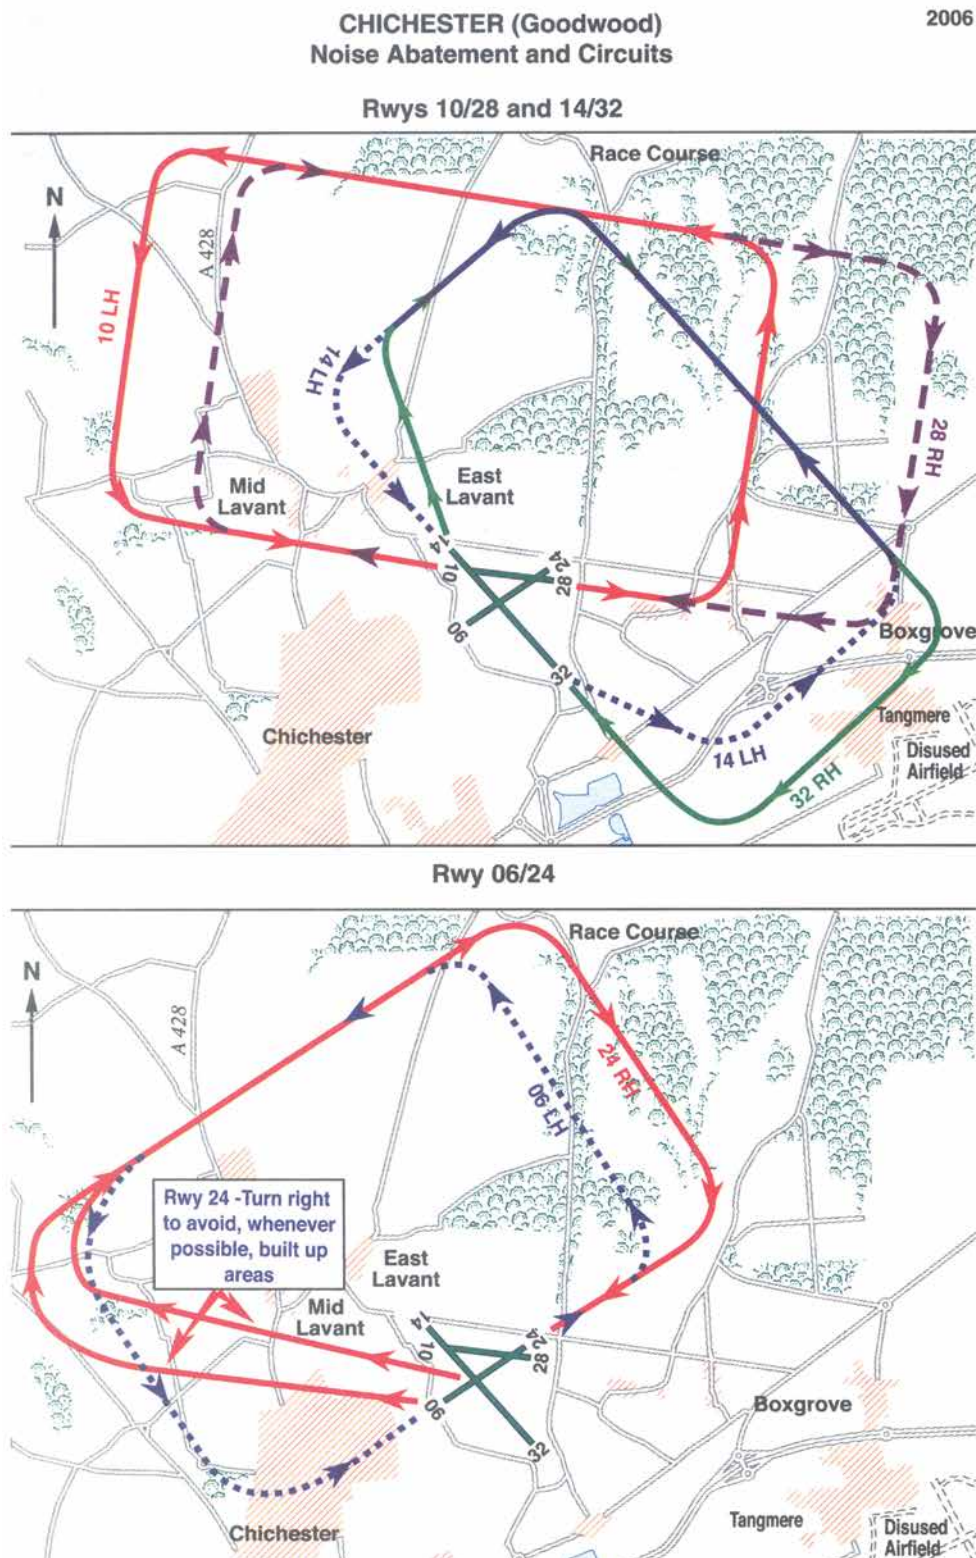 CHICHESTER (Goodwood)
2006
Noise Abatement and Circuits
Rwys 10/28 and 14/32
Race Course
N
A 428
10 LH
14 LH
28 RH
Mid
Lavant
East
Lavant
14
10
24
28
06
32
Boxgrove
Chichester
14 LH
32 RH
Tangmere
Disused
Airfield
Rwy 06/24
Race Course
N
A 428
24 RH
06 LH
Rwy 24 -Turn right
to avoid, whenever
possible, built up
areas
East
Lavant
Mid
Lavant
14
10
24
28
06
32
Boxgrove
Chichester
Tangmere
Disused
Airfield